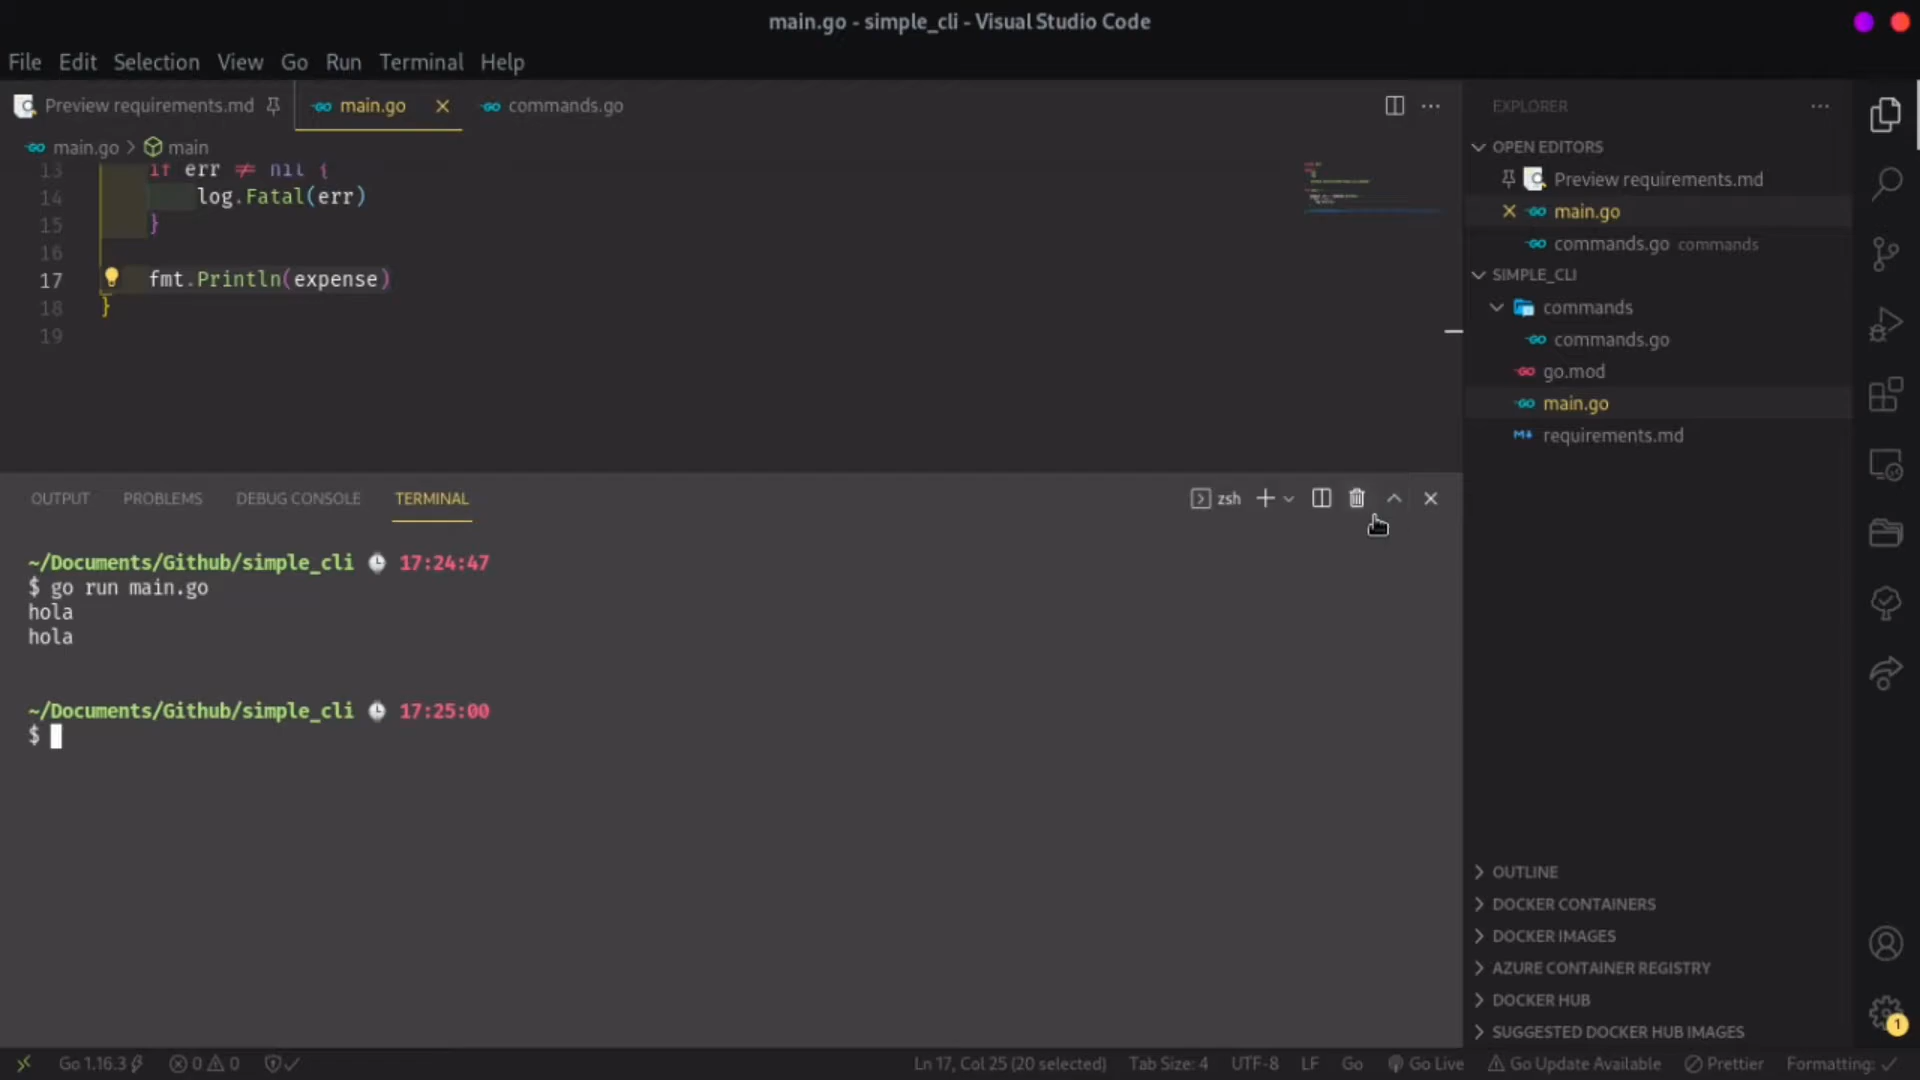 main.go - simple_cli - Visual Studio Code
File Edit Selection View Go Run Terminal Help
Preview requirements.md main.go commands.go
main.go > main
13 if err ≠ nil {
14 log.Fatal(err)
15 }
16
17 fmt.Println(expense)
18 }
19
OUTPUT PROBLEMS DEBUG CONSOLE TERMINAL
zsh
~/Documents/Github/simple_cli 17:24:47
$ go run main.go
hola
hola
~/Documents/Github/simple_cli 17:25:00
$
EXPLORER
OPEN EDITORS
Preview requirements.md
main.go
commands.go commands
SIMPLE_CLI
commands
commands.go
go.mod
main.go
requirements.md
OUTLINE
DOCKER CONTAINERS
DOCKER IMAGES
AZURE CONTAINER REGISTRY
DOCKER HUB
SUGGESTED DOCKER HUB IMAGES
1
Go 1.16.3 0 0 Ln 17, Col 25 (20 selected) Tab Size: 4 UTF-8 LF Go Go Live Go Update Available Prettier Formatting: ✓